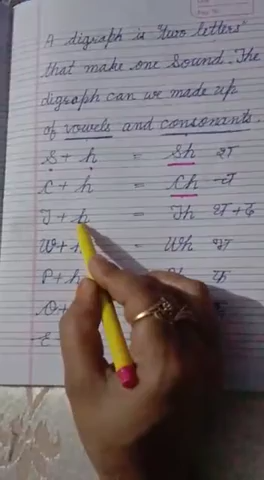 A digraph is "two letters"
that make one sound. The
digraph can we made up
of vowels and consonants.
S + h = Sh श
C + h = Ch च
T + h = Th थ + द
W + = Wh
P + h = फ